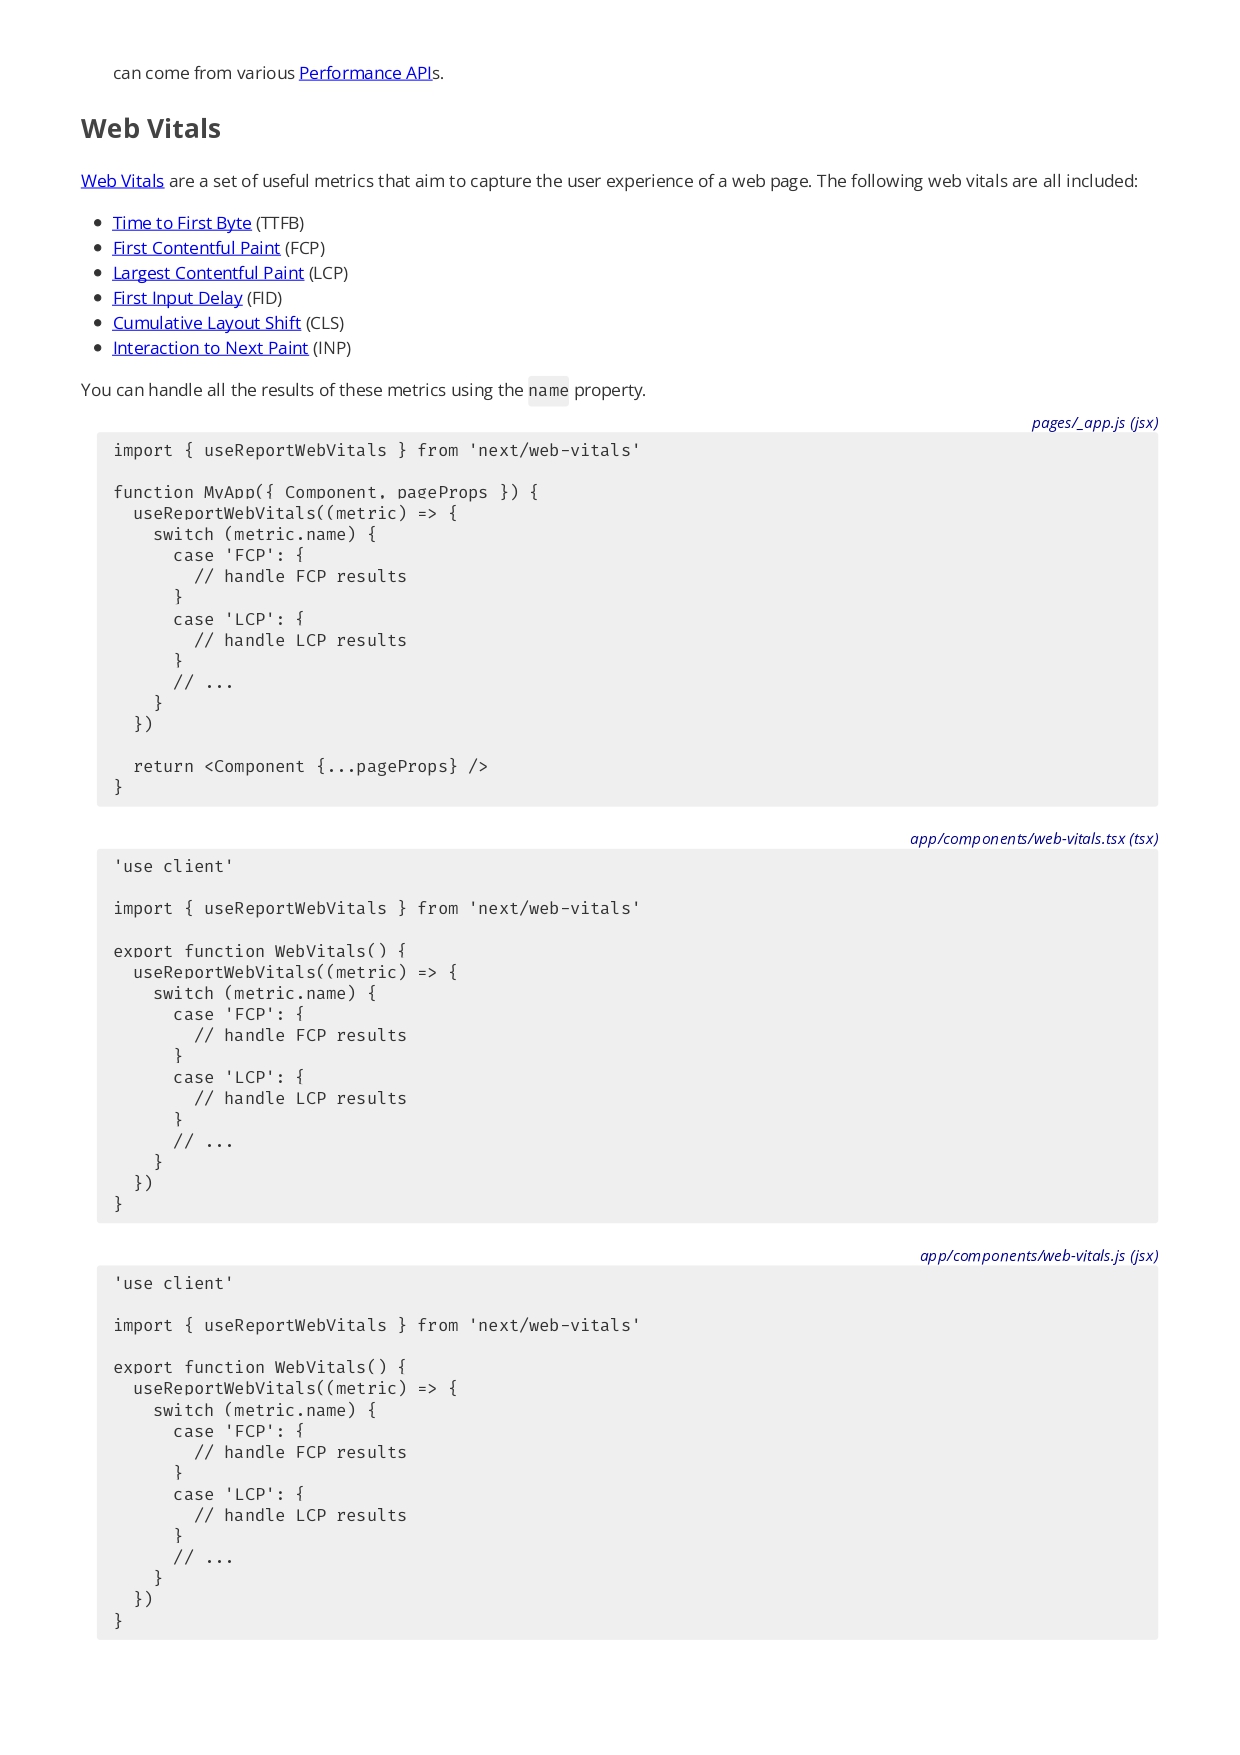 can come from various Performance APIs.
Web Vitals
Web Vitals are a set of useful metrics that aim to capture the user experience of a web page. The following web vitals are all included:
• Time to First Byte (TTFB)
• First Contentful Paint (FCP)
• Largest Contentful Paint (LCP)
• First Input Delay (FID)
• Cumulative Layout Shift (CLS)
• Interaction to Next Paint (INP)
You can handle all the results of these metrics using the name property.
pages/_app.js (jsx)
import { useReportWebVitals } from 'next/web-vitals'

function MyApp({ Component, pageProps }) {
  useReportWebVitals((metric) => {
    switch (metric.name) {
      case 'FCP': {
        // handle FCP results
      }
      case 'LCP': {
        // handle LCP results
      }
      // ...
    }
  })

  return <Component {...pageProps} />
}
app/components/web-vitals.tsx (tsx)
'use client'

import { useReportWebVitals } from 'next/web-vitals'

export function WebVitals() {
  useReportWebVitals((metric) => {
    switch (metric.name) {
      case 'FCP': {
        // handle FCP results
      }
      case 'LCP': {
        // handle LCP results
      }
      // ...
    }
  })
}
app/components/web-vitals.js (jsx)
'use client'

import { useReportWebVitals } from 'next/web-vitals'

export function WebVitals() {
  useReportWebVitals((metric) => {
    switch (metric.name) {
      case 'FCP': {
        // handle FCP results
      }
      case 'LCP': {
        // handle LCP results
      }
      // ...
    }
  })
}